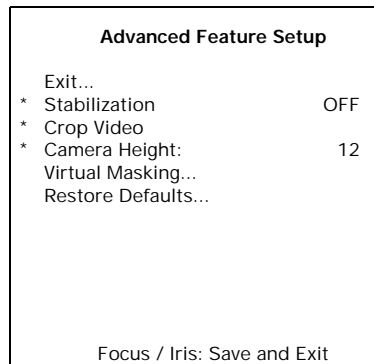 Advanced Feature Setup
Exit...
* Stabilization OFF
* Crop Video
* Camera Height: 12
Virtual Masking...
Restore Defaults...
Focus / Iris: Save and Exit